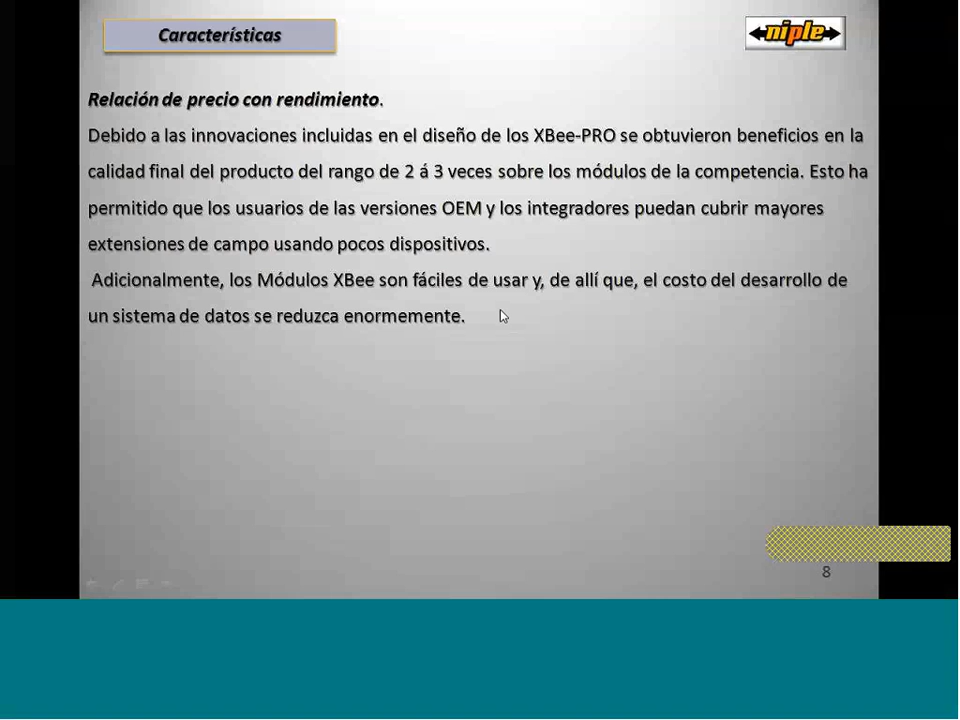 Características
niple
Relación de precio con rendimiento.
Debido a las innovaciones incluidas en el diseño de los XBee-PRO se obtuvieron beneficios en la
calidad final del producto del rango de 2 á 3 veces sobre los módulos de la competencia. Esto ha
permitido que los usuarios de las versiones OEM y los integradores puedan cubrir mayores
extensiones de campo usando pocos dispositivos.
Adicionalmente, los Módulos XBee son fáciles de usar y, de allí que, el costo del desarrollo de
un sistema de datos se reduzca enormemente.
8